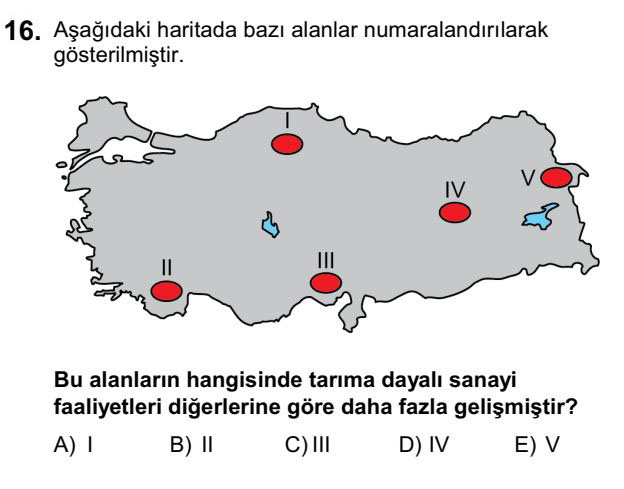 16. Aşağıdaki haritada bazı alanlar numaralandırılarak
gösterilmiştir.
I
IV
V
II
III
Bu alanların hangisinde tarıma dayalı sanayi
faaliyetleri diğerlerine göre daha fazla gelişmiştir?
A) I B) II C) III D) IV E) V